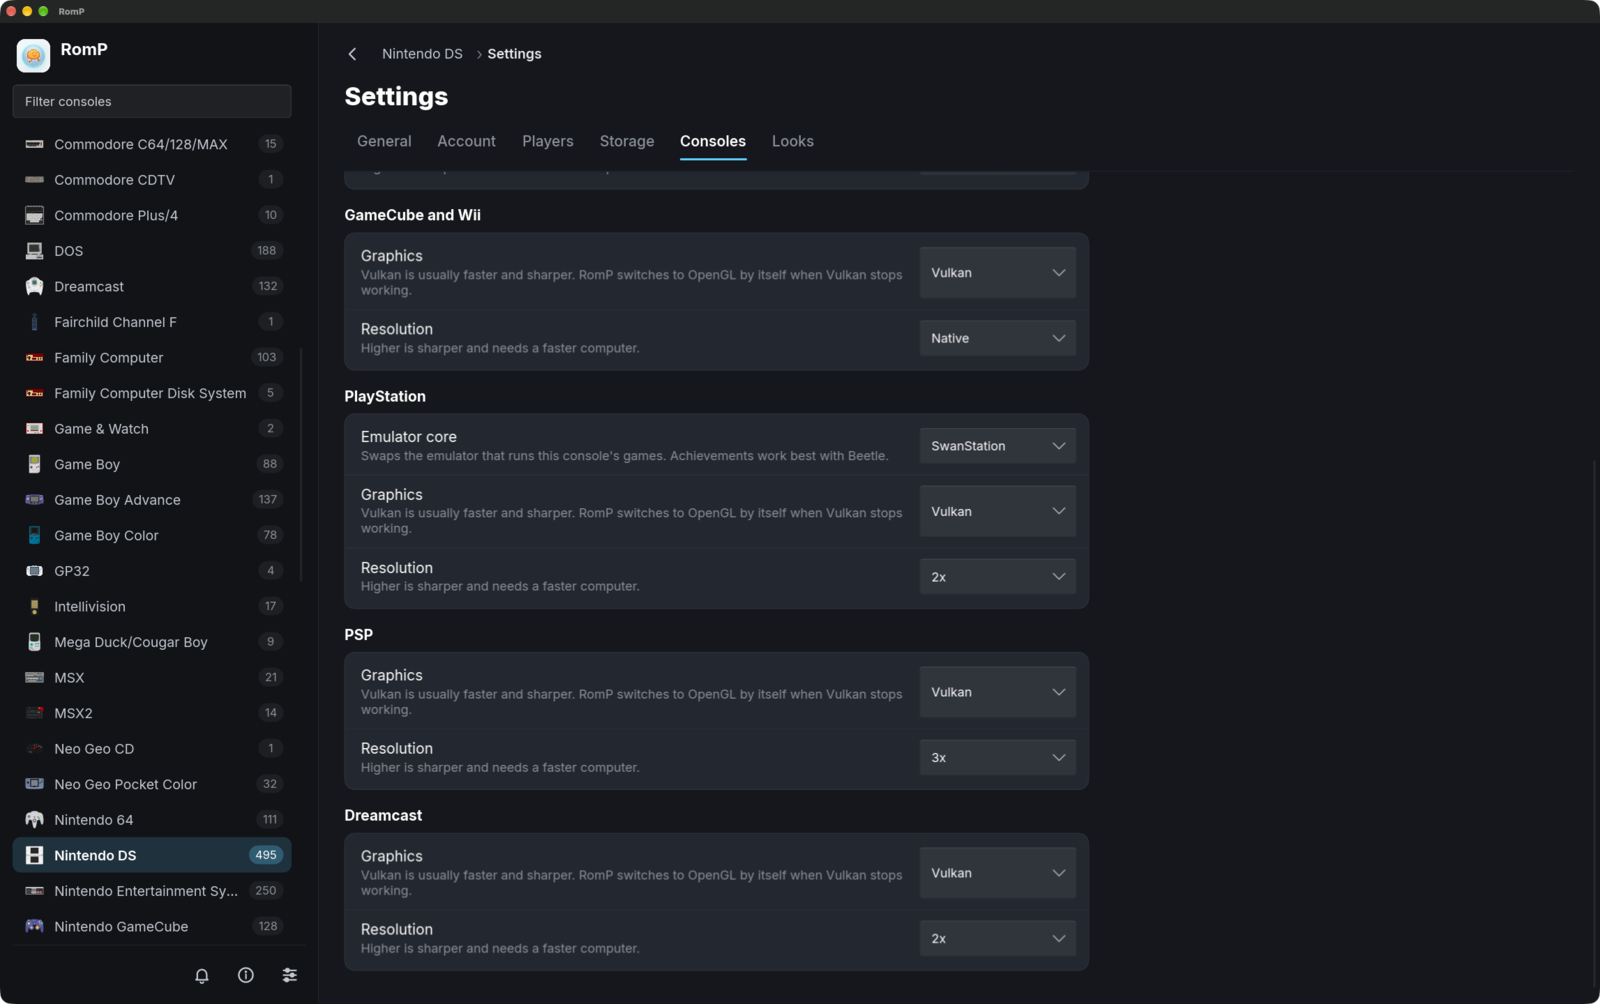 RomP
RomP
Filter consoles
Commodore C64/128/MAX 15
Commodore CDTV 1
Commodore Plus/4 10
DOS 188
Dreamcast 132
Fairchild Channel F 1
Family Computer 103
Family Computer Disk System 5
Game & Watch 2
Game Boy 88
Game Boy Advance 137
Game Boy Color 78
GP32 4
Intellivision 17
Mega Duck/Cougar Boy 9
MSX 21
MSX2 14
Neo Geo CD 1
Neo Geo Pocket Color 32
Nintendo 64 111
Nintendo DS 495
Nintendo Entertainment Sy... 250
Nintendo GameCube 128
Nintendo DS > Settings
Settings
General Account Players Storage Consoles Looks
GameCube and Wii
Graphics
Vulkan is usually faster and sharper. RomP switches to OpenGL by itself when Vulkan stops
working.
Vulkan
Resolution
Higher is sharper and needs a faster computer.
Native
PlayStation
Emulator core
Swaps the emulator that runs this console's games. Achievements work best with Beetle.
SwanStation
Graphics
Vulkan is usually faster and sharper. RomP switches to OpenGL by itself when Vulkan stops
working.
Vulkan
Resolution
Higher is sharper and needs a faster computer.
2x
PSP
Graphics
Vulkan is usually faster and sharper. RomP switches to OpenGL by itself when Vulkan stops
working.
Vulkan
Resolution
Higher is sharper and needs a faster computer.
3x
Dreamcast
Graphics
Vulkan is usually faster and sharper. RomP switches to OpenGL by itself when Vulkan stops
working.
Vulkan
Resolution
Higher is sharper and needs a faster computer.
2x